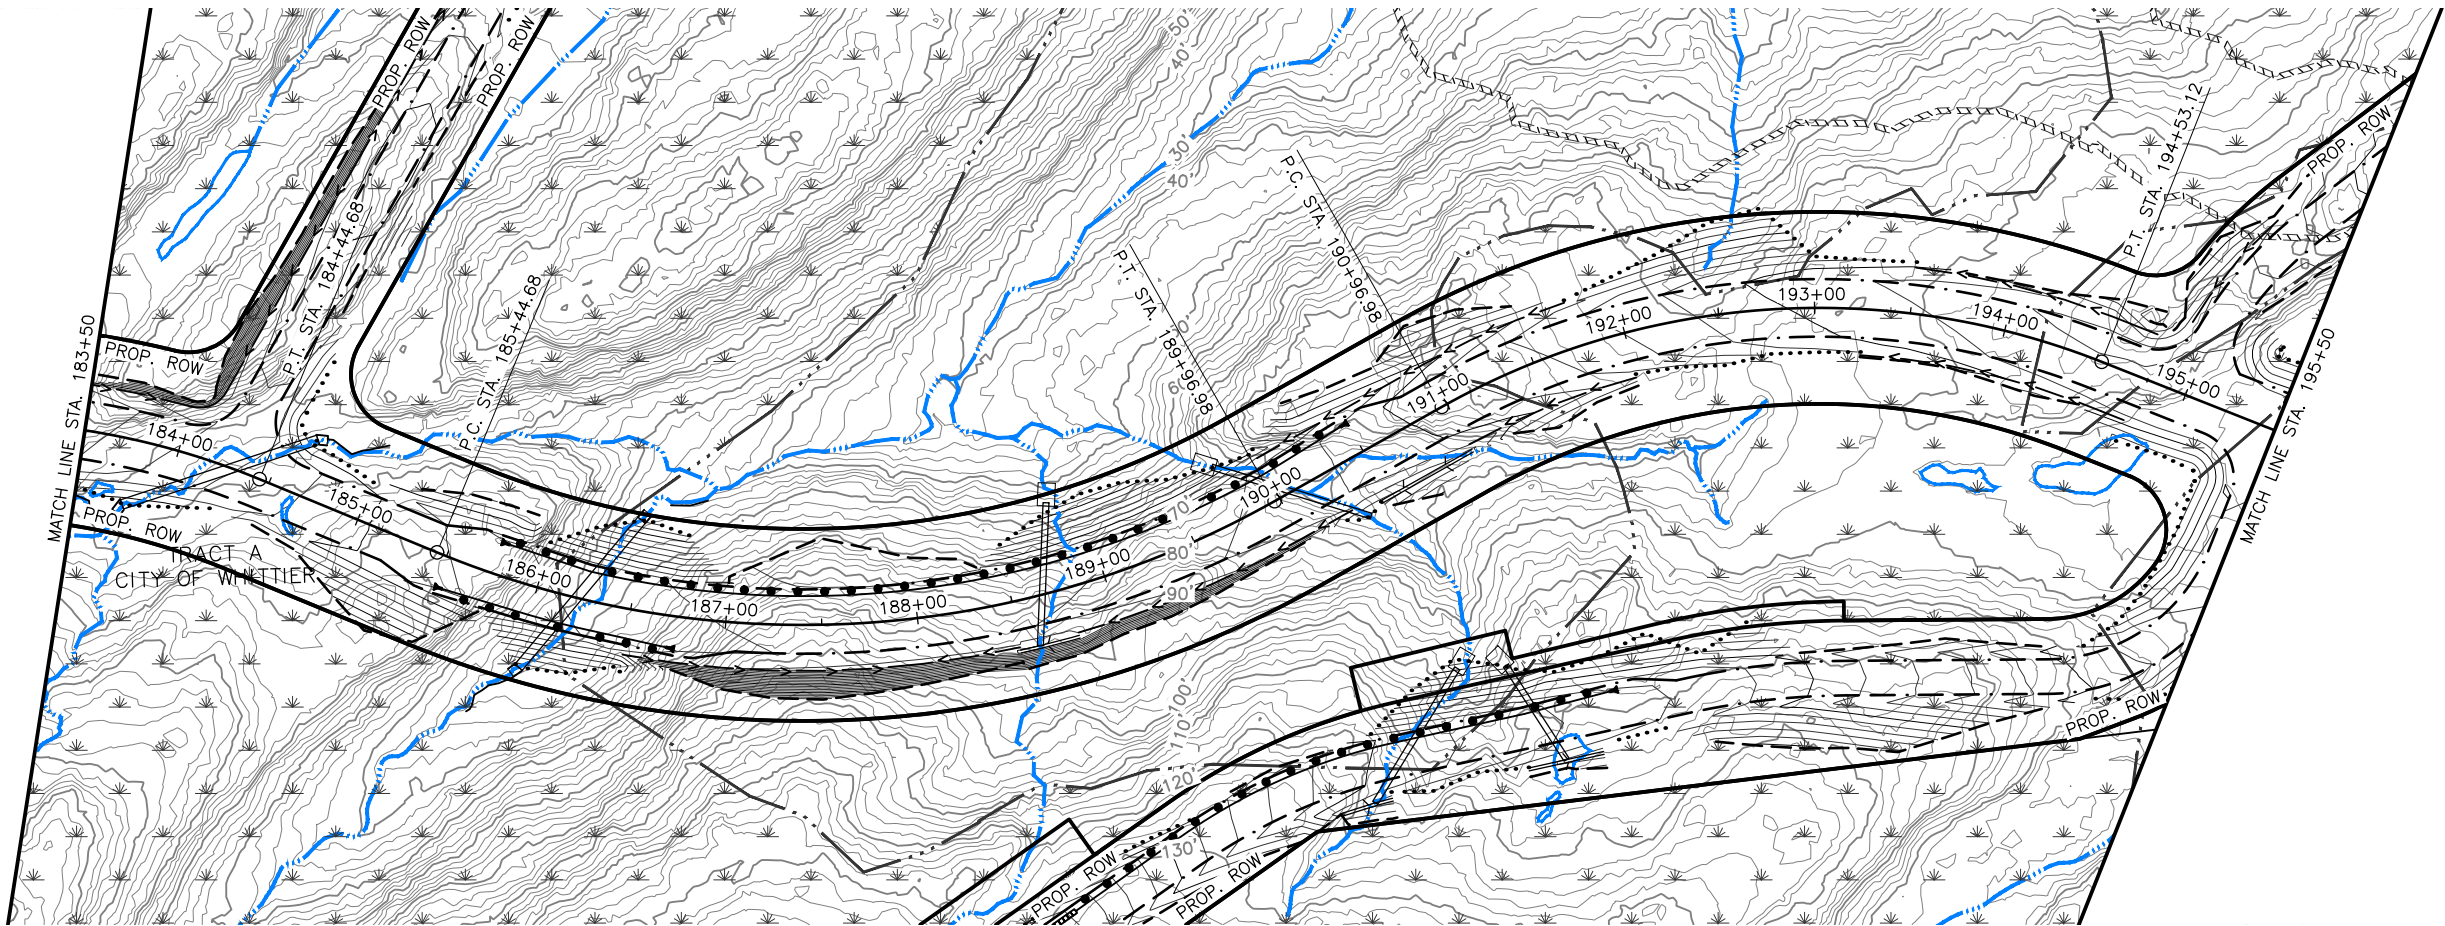 PROP. ROW
PROP. ROW
50'
40'
30'
40'
P.C. STA. 190+96.98
P.T. STA. 194+53.12
PROP. ROW
P.T. STA. 184+44.68
P.C. STA. 185+44.68
P.T. STA. 189+96.98
MATCH LINE STA. 183+50
PROP. ROW
193+00
192+00
194+00
195+00
191+00
MATCH LINE STA. 195+50
184+00
185+00
190+00
70'
80'
90'
PROP. ROW
TRACT A
CITY OF WHITTIER
186+00
187+00
188+00
189+00
100'
110'
120'
130'
PROP. ROW
PROP. ROW
PROP. ROW